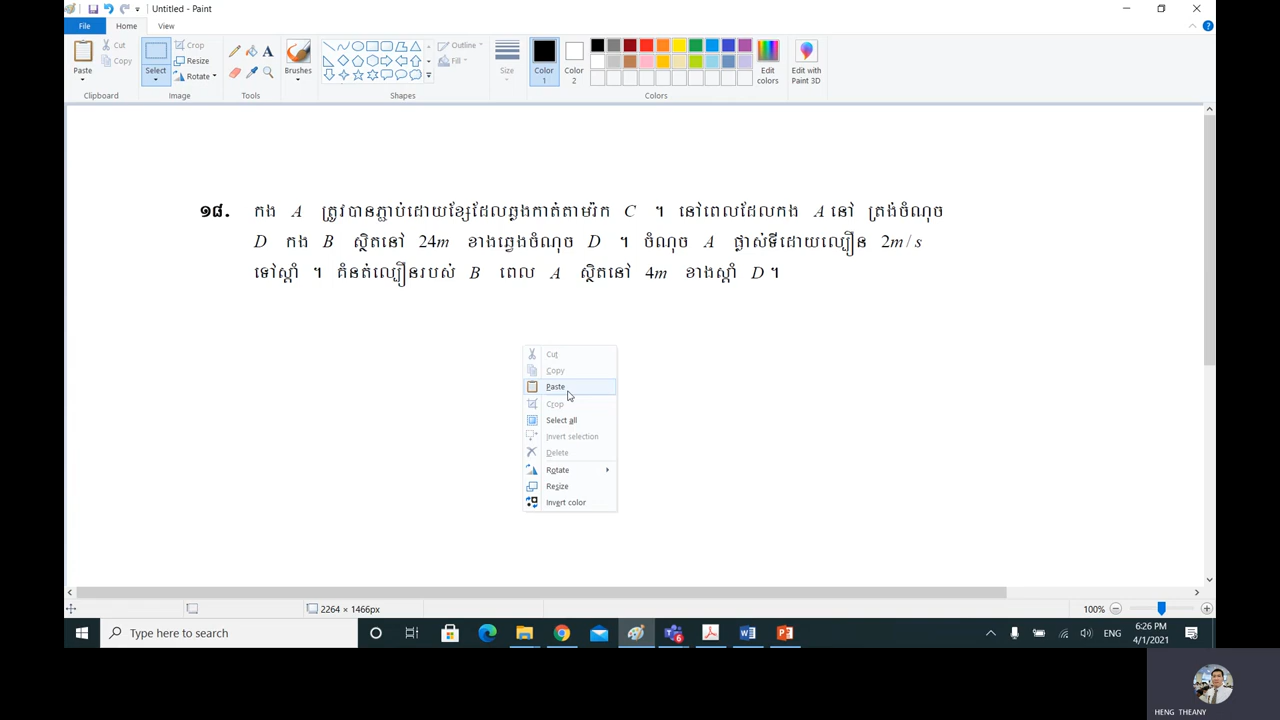 Untitled - Paint
File Home View
Paste Cut Copy Clipboard
Select Crop Resize Rotate Image
Tools
Brushes
Outline Fill Shapes
Size
Color 1 Color 2 Edit colors Colors
Edit with Paint 3D
១៨. កង A ត្រូវបានភ្ជាប់ដោយខ្សែដែលឆ្លងកាត់តាមរ៉ក C ។ នៅពេលដែលកង A នៅ ត្រង់ចំណុច
D កង B ស្ថិតនៅ 24m ខាងឆ្វេងចំណុច D ។ ចំណុច A ផ្លាស់ទីដោយល្បឿន 2m/s
ទៅស្តាំ ។ គំនត់ល្បឿនរបស់ B ពេល A ស្ថិតនៅ 4m ខាងស្តាំ D ។
Cut
Copy
Paste
Crop
Select all
Invert selection
Delete
Rotate
Resize
Invert color
2264 × 1466px 100%
Type here to search ENG 6:26 PM
4/1/2021
HENG THEANY